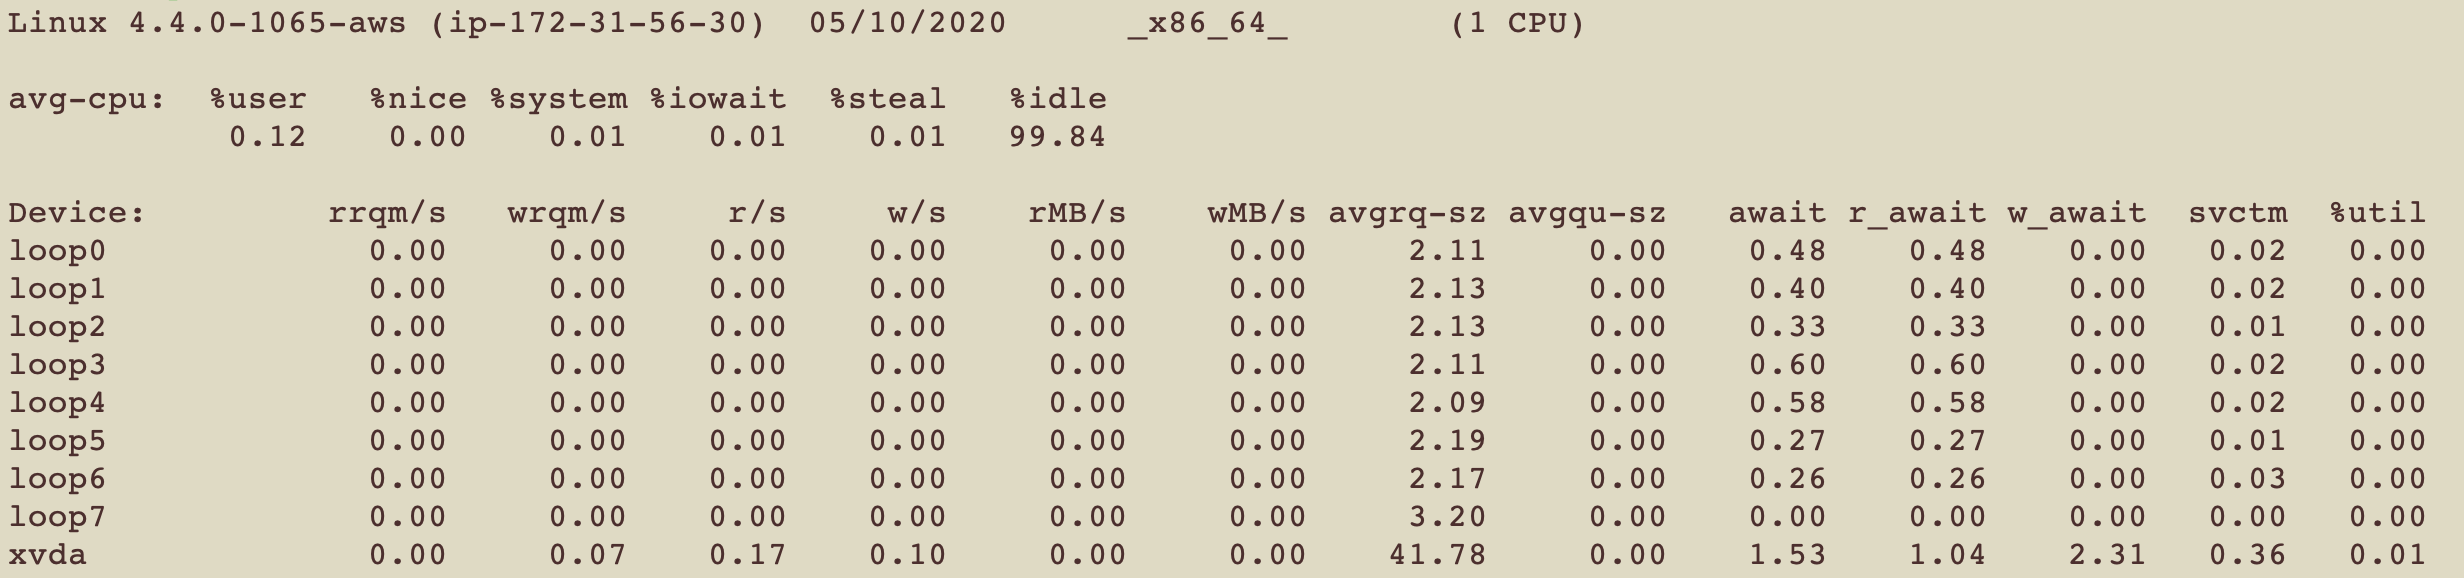 Linux 4.4.0-1065-aws (ip-172-31-56-30) 05/10/2020 _x86_64_ (1 CPU)
avg-cpu: %user %nice %system %iowait %steal %idle
0.12 0.00 0.01 0.01 0.01 99.84
Device: rrqm/s wrqm/s r/s w/s rMB/s wMB/s avgrq-sz avgqu-sz await r_await w_await svctm %util
loop0 0.00 0.00 0.00 0.00 0.00 0.00 2.11 0.00 0.48 0.48 0.00 0.02 0.00
loop1 0.00 0.00 0.00 0.00 0.00 0.00 2.13 0.00 0.40 0.40 0.00 0.02 0.00
loop2 0.00 0.00 0.00 0.00 0.00 0.00 2.13 0.00 0.33 0.33 0.00 0.01 0.00
loop3 0.00 0.00 0.00 0.00 0.00 0.00 2.11 0.00 0.60 0.60 0.00 0.02 0.00
loop4 0.00 0.00 0.00 0.00 0.00 0.00 2.09 0.00 0.58 0.58 0.00 0.02 0.00
loop5 0.00 0.00 0.00 0.00 0.00 0.00 2.19 0.00 0.27 0.27 0.00 0.01 0.00
loop6 0.00 0.00 0.00 0.00 0.00 0.00 2.17 0.00 0.26 0.26 0.00 0.03 0.00
loop7 0.00 0.00 0.00 0.00 0.00 0.00 3.20 0.00 0.00 0.00 0.00 0.00 0.00
xvda 0.00 0.07 0.17 0.10 0.00 0.00 41.78 0.00 1.53 1.04 2.31 0.36 0.01